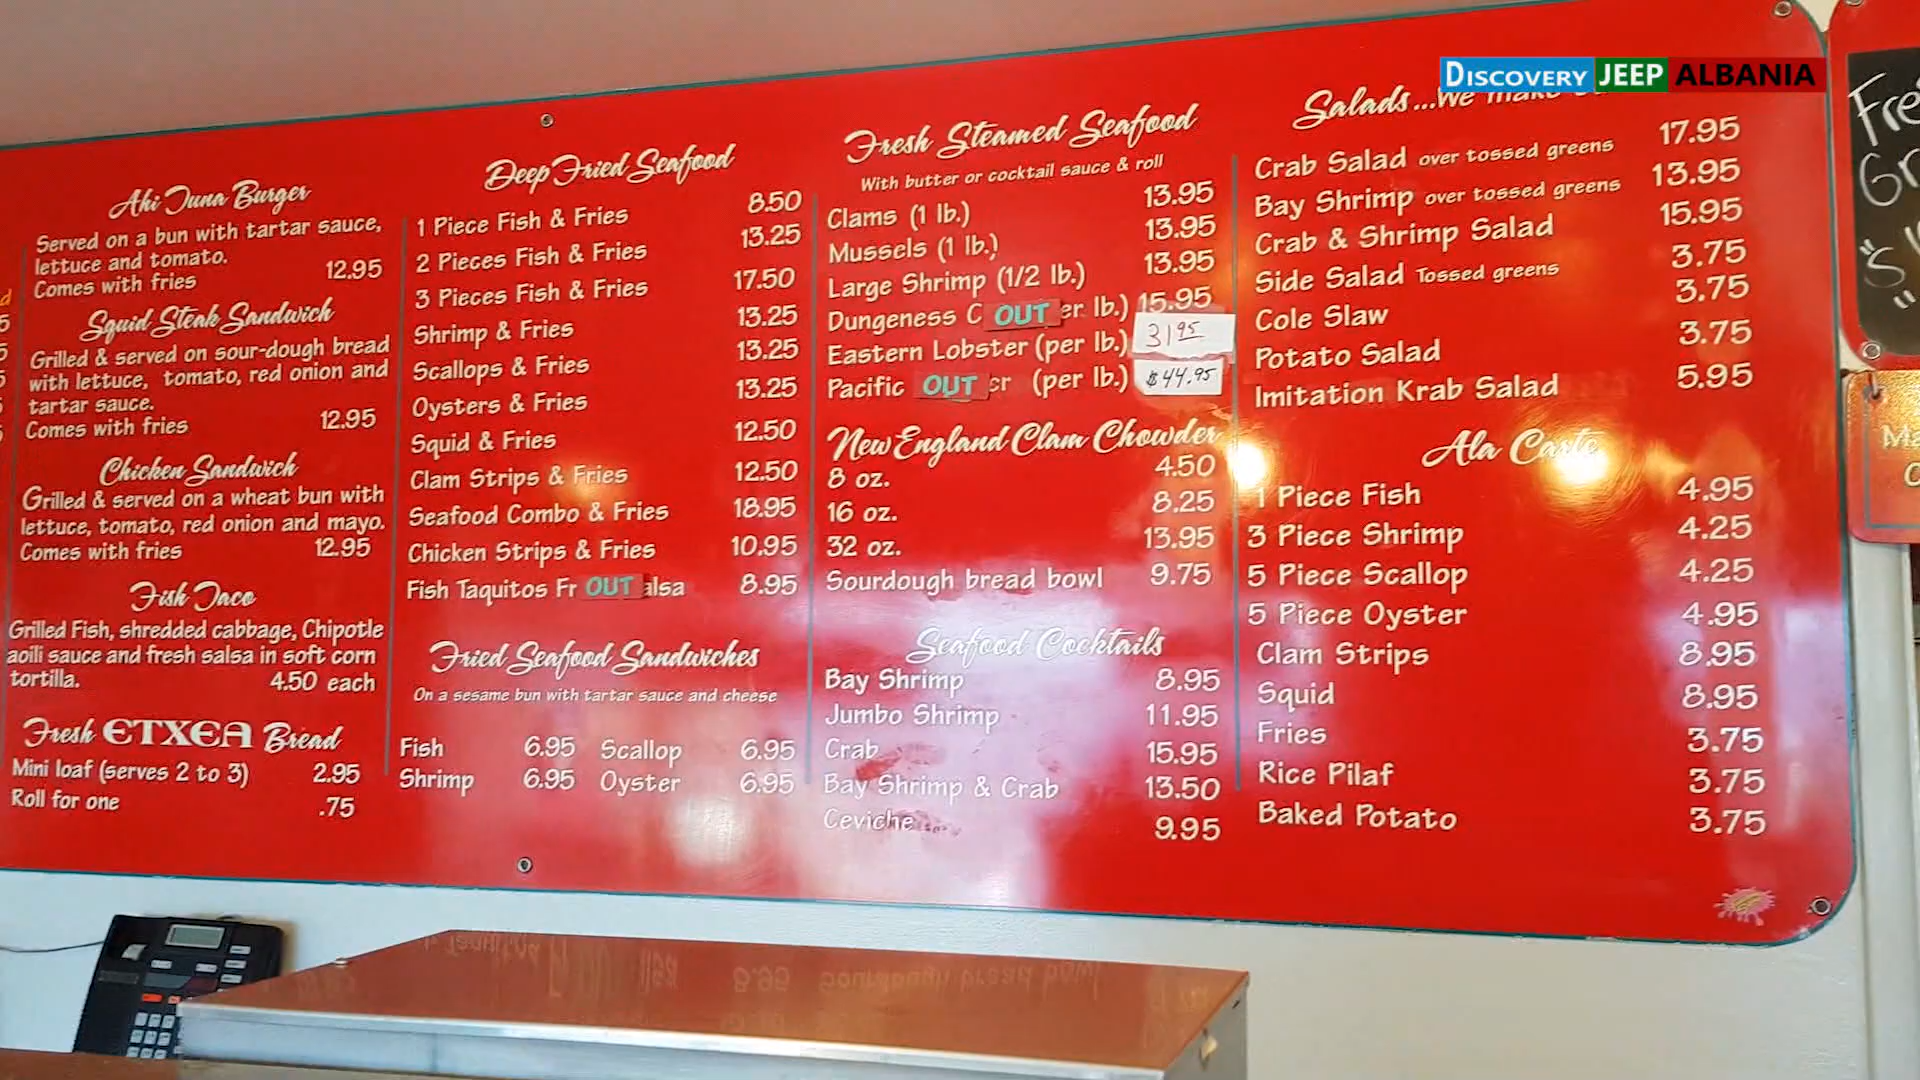 DISCOVERY JEEP ALBANIA
Ahi Tuna Burger
Served on a bun with tartar sauce,
lettuce and tomato.
Comes with fries 12.95
Squid Steak Sandwich
Grilled & served on sour-dough bread
with lettuce, tomato, red onion and
tartar sauce.
Comes with fries 12.95
Chicken Sandwich
Grilled & served on a wheat bun with
lettuce, tomato, red onion and mayo.
Comes with fries 12.95
Fish Taco
Grilled Fish, shredded cabbage, Chipotle
aoili sauce and fresh salsa in soft corn
tortilla. 4.50 each
Fresh ETXEA Bread
Mini loaf (serves 2 to 3) 2.95
Roll for one .75
Deep Fried Seafood
1 Piece Fish & Fries 8.50
2 Pieces Fish & Fries 13.25
3 Pieces Fish & Fries 17.50
Shrimp & Fries 13.25
Scallops & Fries 13.25
Oysters & Fries 13.25
Squid & Fries 12.50
Clam Strips & Fries 12.50
Seafood Combo & Fries 18.95
Chicken Strips & Fries 10.95
Fish Taquitos Fr OUT alsa 8.95
Fried Seafood Sandwiches
On a sesame bun with tartar sauce and cheese
Fish 6.95 Scallop 6.95
Shrimp 6.95 Oyster 6.95
Fresh Steamed Seafood
With butter or cocktail sauce & roll
Clams (1 lb.) 13.95
Mussels (1 lb.) 13.95
Large Shrimp (1/2 lb.) 13.95
Dungeness C OUT er lb.) 15.95
Eastern Lobster (per lb.) 31.95
Pacific OUT er (per lb.) $44.95
New England Clam Chowder
8 oz. 4.50
16 oz. 8.25
32 oz. 13.95
Sourdough bread bowl 9.75
Seafood Cocktails
Bay Shrimp 8.95
Jumbo Shrimp 11.95
Crab 15.95
Bay Shrimp & Crab 13.50
Ceviche 9.95
Salads...We make
Crab Salad over tossed greens 17.95
Bay Shrimp over tossed greens 13.95
Crab & Shrimp Salad 15.95
Side Salad Tossed greens 3.75
Cole Slaw 3.75
Potato Salad 3.75
Imitation Krab Salad 5.95
Ala Carte
1 Piece Fish 4.95
3 Piece Shrimp 4.25
5 Piece Scallop 4.25
5 Piece Oyster 4.95
Clam Strips 8.95
Squid 8.95
Fries 3.75
Rice Pilaf 3.75
Baked Potato 3.75